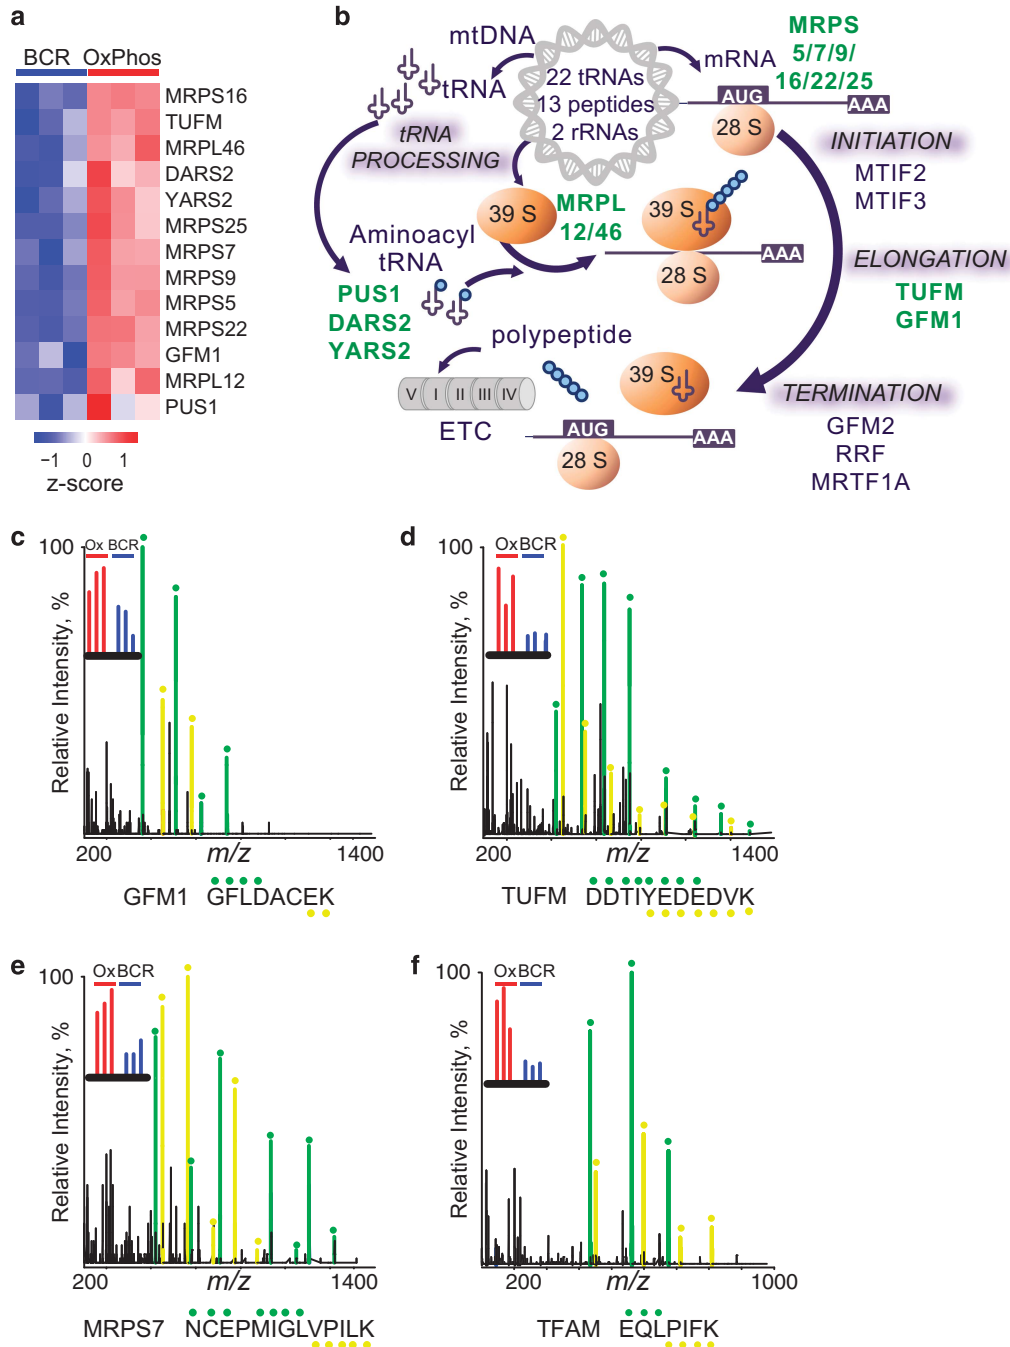 a
BCR OxPhos
MRPS16
TUFM
MRPL46
DARS2
YARS2
MRPS25
MRPS7
MRPS9
MRPS5
MRPS22
GFM1
MRPL12
PUS1
−1 0 1
z-score
b
mtDNA
tRNA
22 tRNAs
13 peptides
2 rRNAs
mRNA
MRPS
5/7/9/
16/22/25
AUG
AAA
28 S
tRNA
PROCESSING
INITIATION
MTIF2
MTIF3
39 S
MRPL
12/46
39 S
AAA
28 S
Aminoacyl
tRNA
PUS1
DARS2
YARS2
ELONGATION
TUFM
GFM1
polypeptide
V I II III IV
ETC
39 S
AUG
AAA
28 S
TERMINATION
GFM2
RRF
MRTF1A
c
100
Ox BCR
Relative Intensity, %
200 m/z 1400
GFM1 GFLDACEK
d
100
Ox BCR
Relative Intensity, %
200 m/z 1400
TUFM DDTIYEDEDVK
e
100
Ox BCR
Relative Intensity, %
200 m/z 1400
MRPS7 NCEPMIGLVPILK
f
100
Ox BCR
Relative Intensity, %
200 m/z 1000
TFAM EQLPIFK